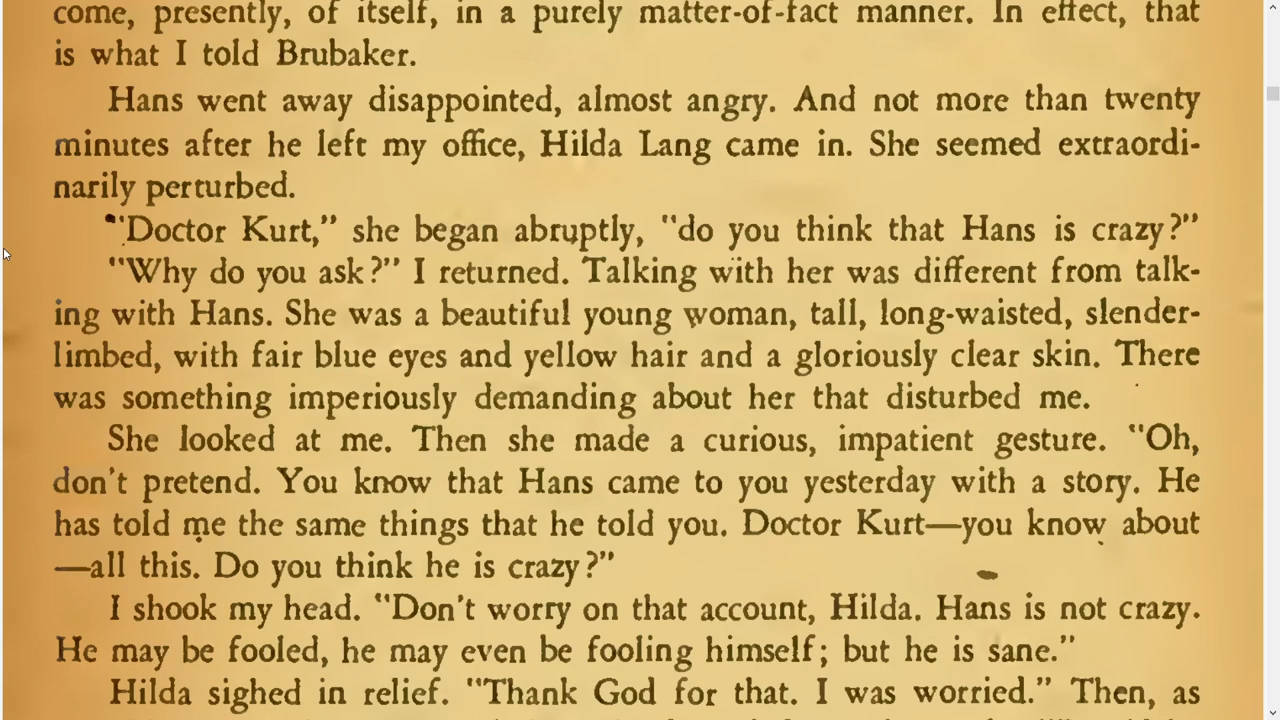 come, presently, of itself, in a purely matter-of-fact manner. In effect, that
is what I told Brubaker.
Hans went away disappointed, almost angry. And not more than twenty
minutes after he left my office, Hilda Lang came in. She seemed extraordi-
narily perturbed.
"Doctor Kurt," she began abruptly, "do you think that Hans is crazy?"
"Why do you ask?" I returned. Talking with her was different from talk-
ing with Hans. She was a beautiful young woman, tall, long-waisted, slender-
limbed, with fair blue eyes and yellow hair and a gloriously clear skin. There
was something imperiously demanding about her that disturbed me.
She looked at me. Then she made a curious, impatient gesture. "Oh,
don't pretend. You know that Hans came to you yesterday with a story. He
has told me the same things that he told you. Doctor Kurt—you know about
—all this. Do you think he is crazy?"
I shook my head. "Don't worry on that account, Hilda. Hans is not crazy.
He may be fooled, he may even be fooling himself; but he is sane."
Hilda sighed in relief. "Thank God for that. I was worried." Then, as